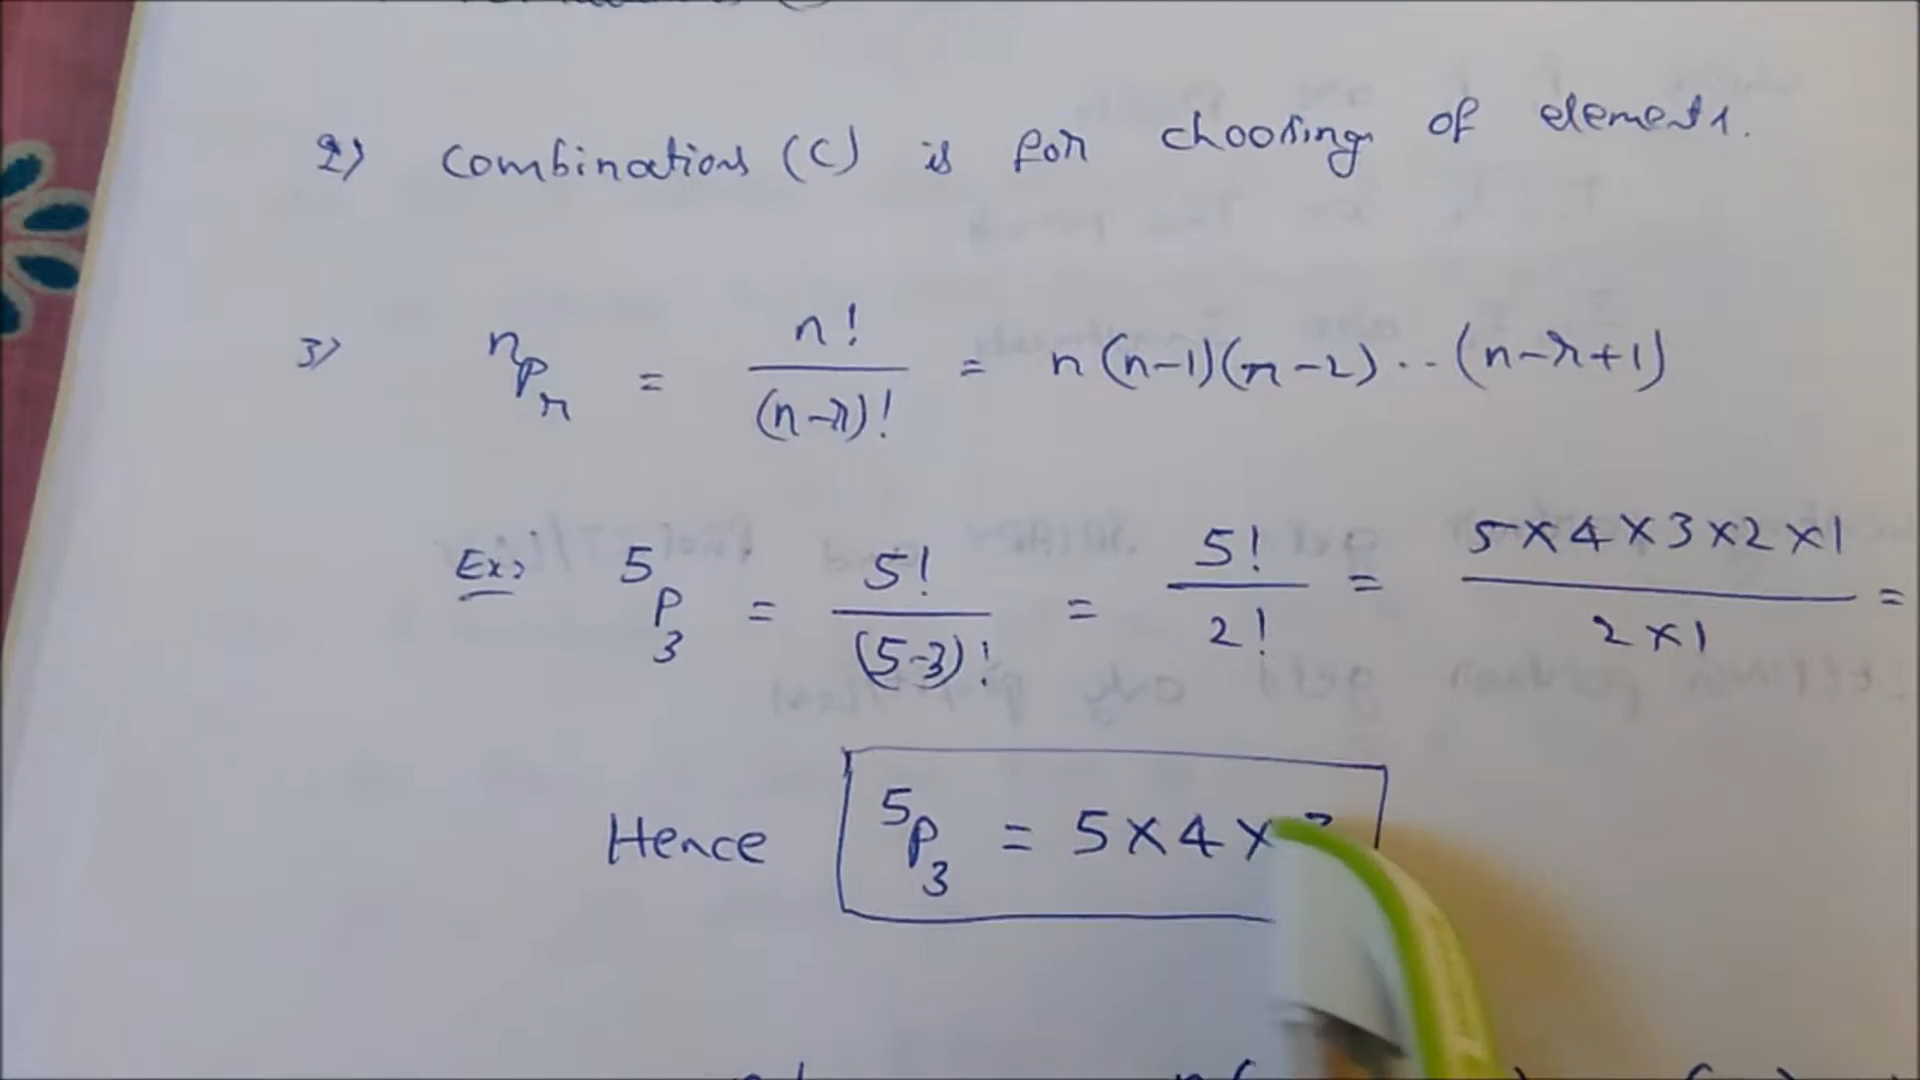 2) Combinations (C) is for choosing of elements.
3) nPr = n! / (n-r)! = n(n-1)(n-2)..(n-r+1)
Ex: 5P3 = 5! / (5-3)! = 5! / 2! = 5×4×3×2×1 / 2×1 =
Hence 5P3 = 5×4×